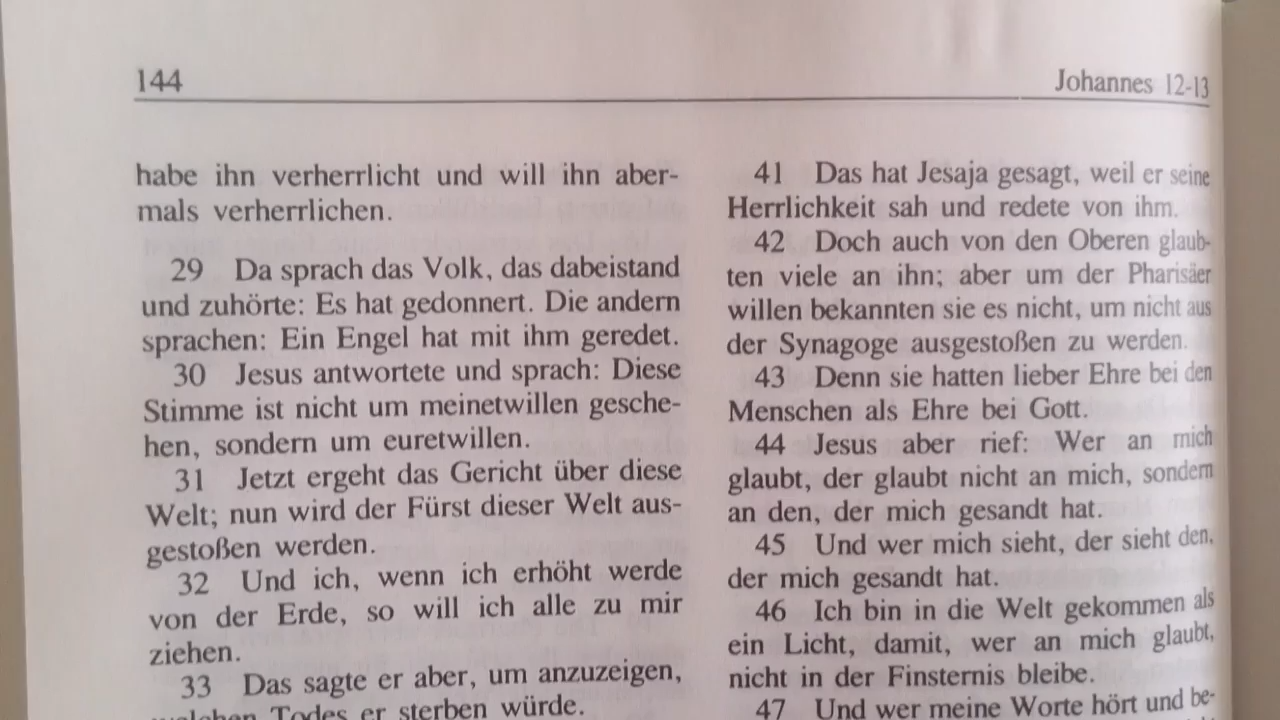 144
Johannes 12-13
habe ihn verherrlicht und will ihn aber-
mals verherrlichen.
29 Da sprach das Volk, das dabeistand
und zuhörte: Es hat gedonnert. Die andern
sprachen: Ein Engel hat mit ihm geredet.
30 Jesus antwortete und sprach: Diese
Stimme ist nicht um meinetwillen gesche-
hen, sondern um euretwillen.
31 Jetzt ergeht das Gericht über diese
Welt; nun wird der Fürst dieser Welt aus-
gestoßen werden.
32 Und ich, wenn ich erhöht werde
von der Erde, so will ich alle zu mir
ziehen.
33 Das sagte er aber, um anzuzeigen,
welchen Todes er sterben würde.
41 Das hat Jesaja gesagt, weil er seine
Herrlichkeit sah und redete von ihm.
42 Doch auch von den Oberen glaub-
ten viele an ihn; aber um der Pharisäer
willen bekannten sie es nicht, um nicht aus
der Synagoge ausgestoßen zu werden.
43 Denn sie hatten lieber Ehre bei den
Menschen als Ehre bei Gott.
44 Jesus aber rief: Wer an mich
glaubt, der glaubt nicht an mich, sondern
an den, der mich gesandt hat.
45 Und wer mich sieht, der sieht den,
der mich gesandt hat.
46 Ich bin in die Welt gekommen als
ein Licht, damit, wer an mich glaubt,
nicht in der Finsternis bleibe.
47 Und wer meine Worte hört und be-